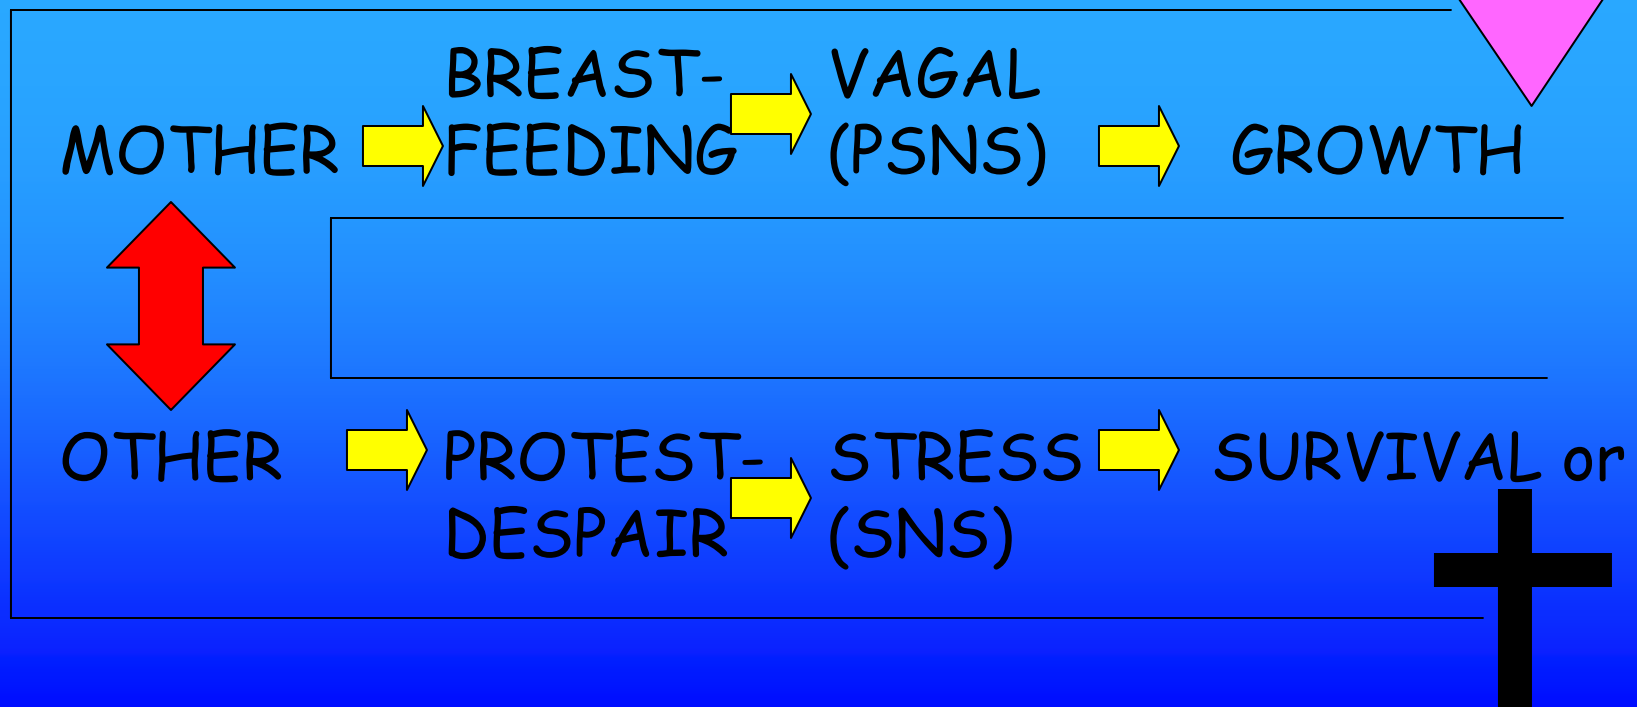 BREAST- VAGAL
MOTHER FEEDING (PSNS) GROWTH
OTHER PROTEST- STRESS SURVIVAL or
DESPAIR (SNS)